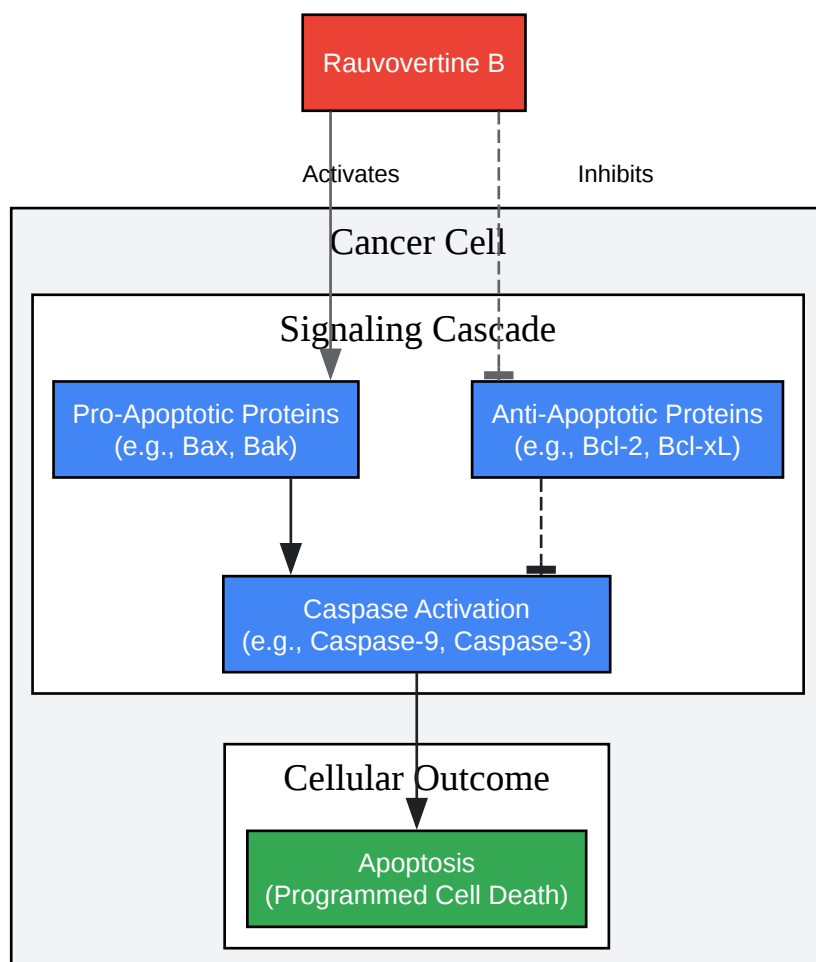 Rauvovertine B
Activates
Inhibits
Cancer Cell
Signaling Cascade
Pro-Apoptotic Proteins
(e.g., Bax, Bak)
Anti-Apoptotic Proteins
(e.g., Bcl-2, Bcl-xL)
Caspase Activation
(e.g., Caspase-9, Caspase-3)
Cellular Outcome
Apoptosis
(Programmed Cell Death)